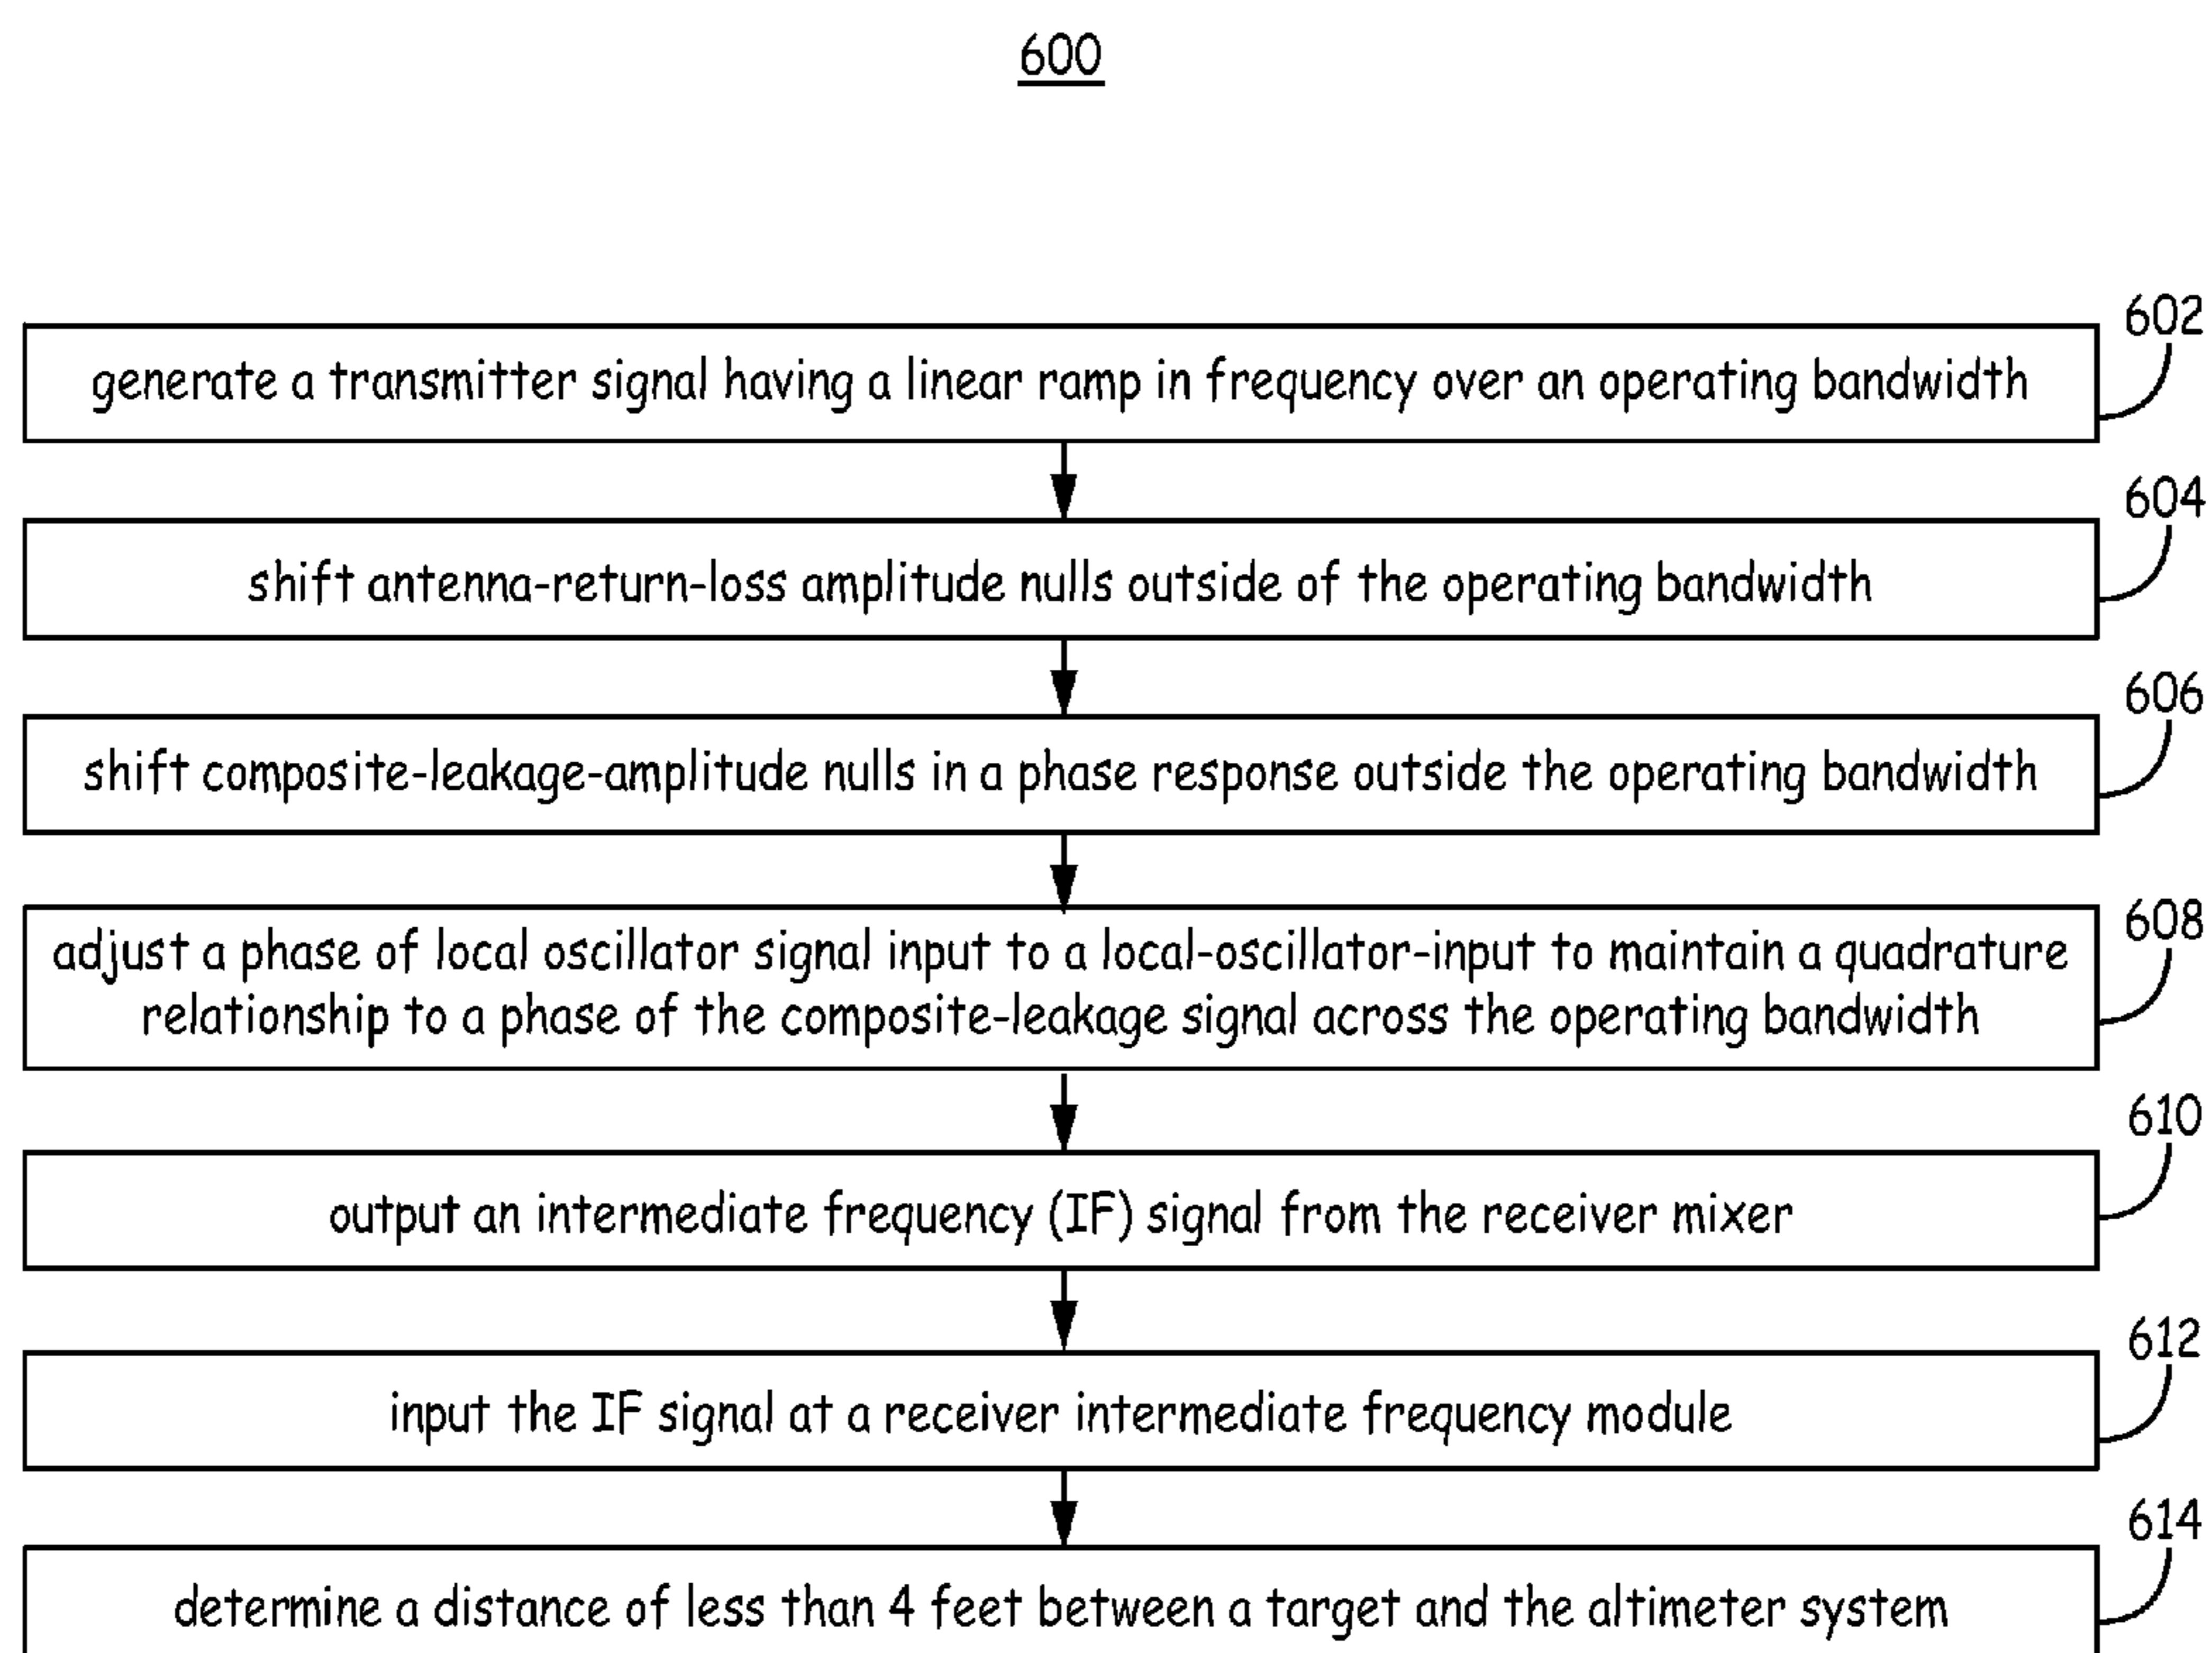 600
602
generate a transmitter signal having a linear ramp in frequency over an operating bandwidth
604
shift antenna-return-loss amplitude nulls outside of the operating bandwidth
606
shift composite-leakage-amplitude nulls in a phase response outside the operating bandwidth
608
adjust a phase of local oscillator signal input to a local-oscillator-input to maintain a quadrature
relationship to a phase of the composite-leakage signal across the operating bandwidth
610
output an intermediate frequency (IF) signal from the receiver mixer
612
input the IF signal at a receiver intermediate frequency module
614
determine a distance of less than 4 feet between a target and the altimeter system